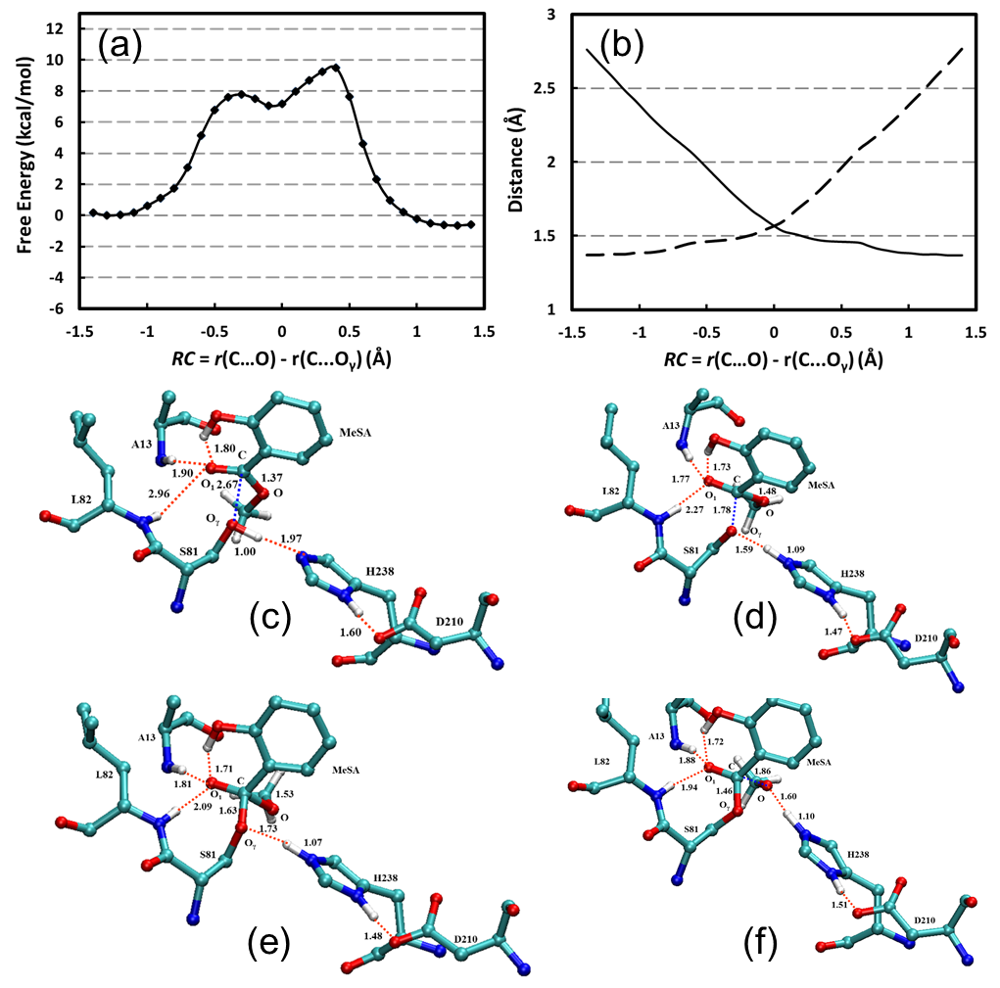 (a)
Free Energy (kcal/mol)
12
10
8
6
4
2
0
-2
-4
-6
-1.5 -1 -0.5 0 0.5 1 1.5
RC = r(C...O) - r(C...Oγ) (Å)
(b)
Distance (Å)
3
2.5
2
1.5
1
-1.5 -1 -0.5 0 0.5 1 1.5
RC = r(C...O) - r(C...Oγ) (Å)
A13
MeSA
1.80
C
1.90
O1
2.67
1.37
O
2.96
L82
Oγ
1.97
1.00
S81
H238
(c)
1.60
D210
A13
L82
1.73
MeSA
1.77
C
O1
1.48
O
2.27
1.78
Oγ
S81
1.59
1.09
H238
(d)
1.47
D210
A13
MeSA
L82
1.71
1.81
O1
C
1.53
1.63
O
2.09
1.73
S81
Oγ
1.07
H238
(e)
1.48
D210
A13
1.72
MeSA
L82
1.88
O1
C
1.86
1.94
1.46
O
1.60
Oγ
1.10
S81
H238
(f)
1.51
D210